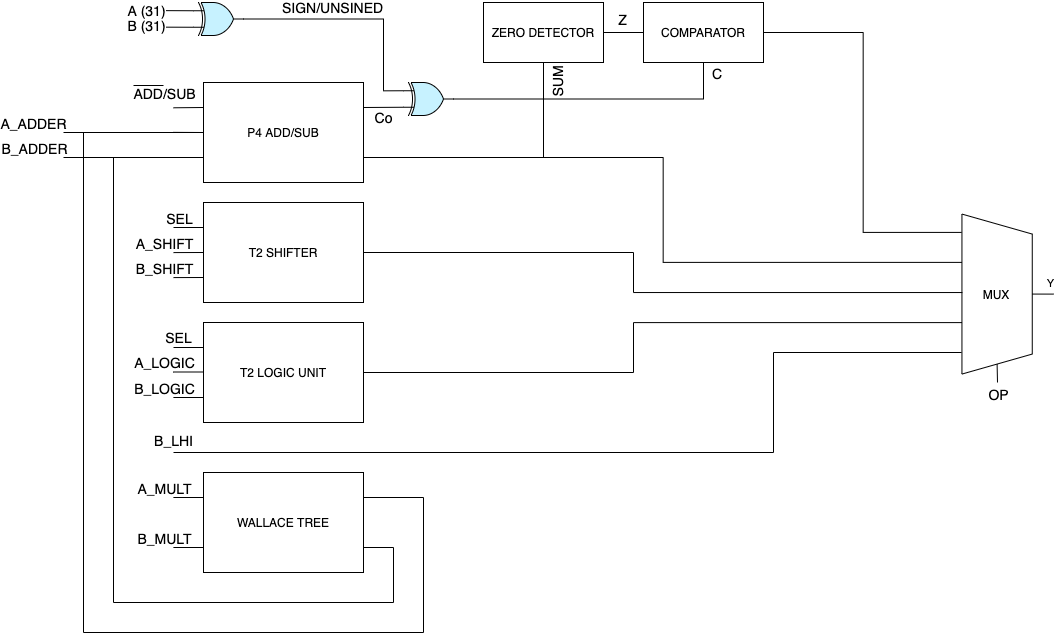 SIGN/UNSINED
A (31)
B (31)
Z
ZERO DETECTOR
COMPARATOR
SUM
C
ADD/SUB
Co
A_ADDER
P4 ADD/SUB
B_ADDER
SEL
A_SHIFT
T2 SHIFTER
B_SHIFT
Y
MUX
SEL
A_LOGIC
T2 LOGIC UNIT
B_LOGIC
OP
B_LHI
A_MULT
WALLACE TREE
B_MULT